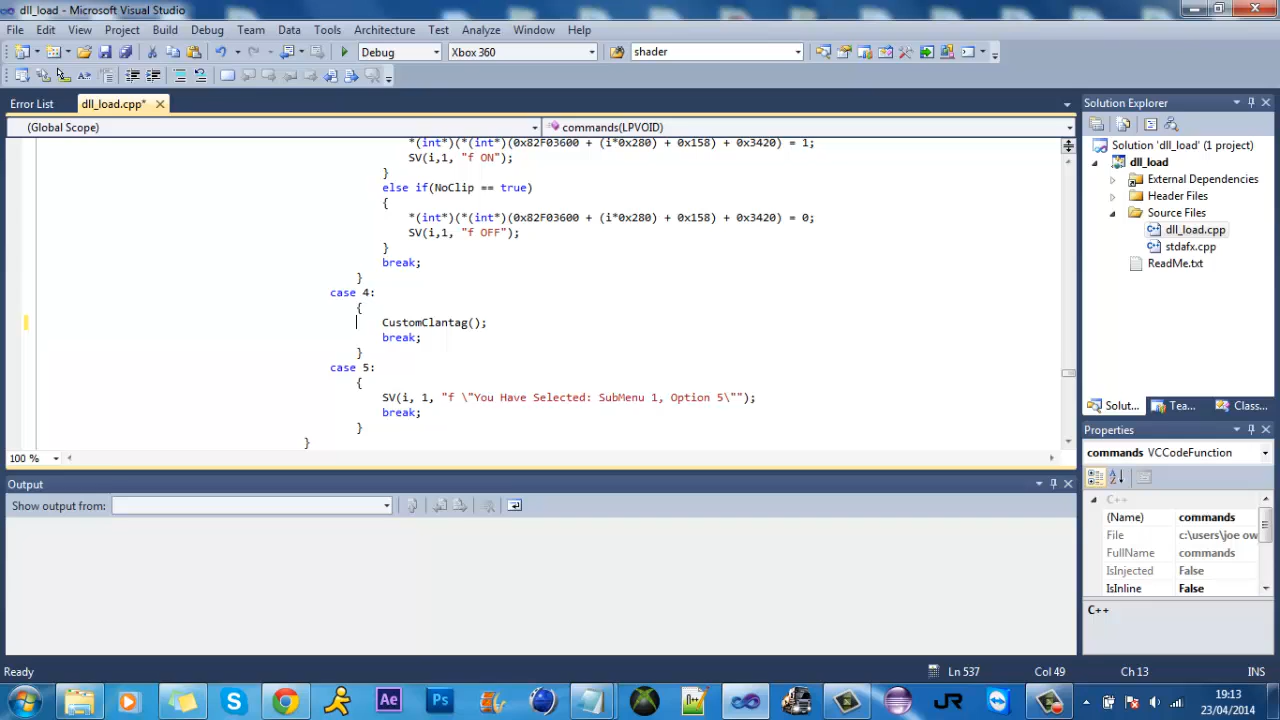 dll_load - Microsoft Visual Studio
File Edit View Project Build Debug Team Data Tools Architecture Test Analyze Window Help
Debug Xbox 360 shader
Error List dll_load.cpp* Solution Explorer
(Global Scope) commands(LPVOID)
*(int*)(*(int*)(0x82F03600 + (i*0x280) + 0x158) + 0x3420) = 1;
SV(i,1, "f ON");
}
else if(NoClip == true)
{
*(int*)(*(int*)(0x82F03600 + (i*0x280) + 0x158) + 0x3420) = 0;
SV(i,1, "f OFF");
}
break;
}
case 4:
{
CustomClantag();
break;
}
case 5:
{
SV(i, 1, "f \"You Have Selected: SubMenu 1, Option 5\"");
break;
}
}
100 %
Solution 'dll_load' (1 project)
dll_load
External Dependencies
Header Files
Source Files
dll_load.cpp
stdafx.cpp
ReadMe.txt
Solut... Tea... Class...
Properties
commands VCCodeFunction
C++
(Name) commands
File c:\users\joe ow
FullName commands
IsInjected False
IsInline False
C++
Output
Show output from:
Ready Ln 537 Col 49 Ch 13 INS
Ae Ps JR
19:13
23/04/2014